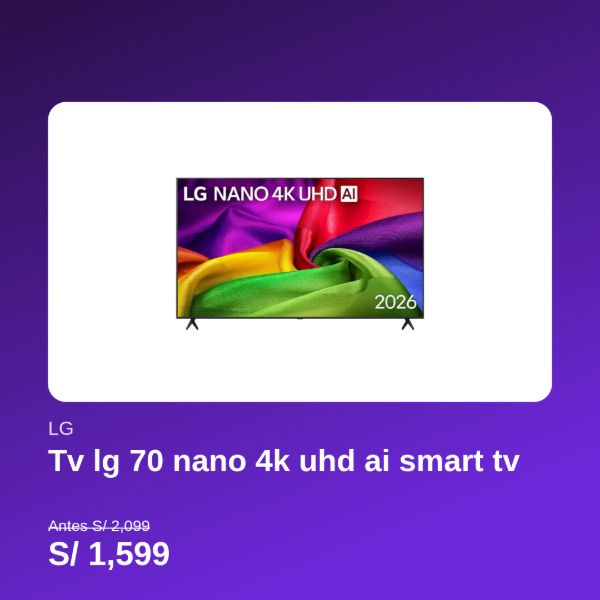 LG NANO 4K UHD AI
2026
LG
Tv lg 70 nano 4k uhd ai smart tv
Antes S/ 2,099
S/ 1,599